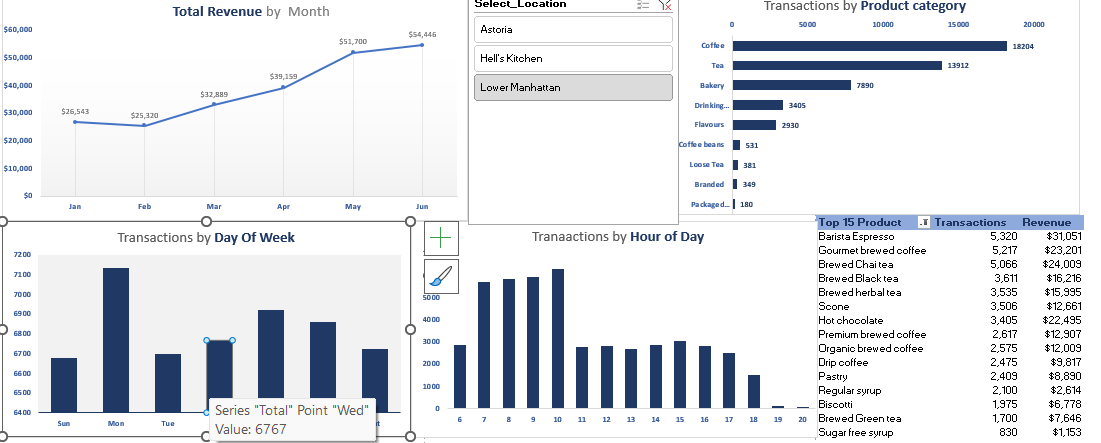 Total Revenue by Month
$60,000
$50,000
$40,000
$30,000
$20,000
$10,000
$0
$26,543
$25,320
$32,889
$39,159
$51,700
$54,446
Jan Feb Mar Apr May Jun
Select_Location
Astoria
Hell's Kitchen
Lower Manhattan
Transactions by Product category
0 5000 10000 15000 20000
Coffee 18204
Tea 13912
Bakery 7890
Drinking... 3405
Flavours 2930
Coffee beans 531
Loose Tea 381
Branded 349
Packaged... 180
Transactions by Day Of Week
7200
7100
7000
6900
6800
6700
6600
6500
6400
Sun Mon Tue
Series "Total" Point "Wed"
Value: 6767
Tranaactions by Hour of Day
5000
4000
3000
2000
1000
0
6 7 8 9 10 11 12 13 14 15 16 17 18 19 20
Top 15 Product Transactions Revenue
Barista Espresso 5,320 $31,051
Gourmet brewed coffee 5,217 $23,201
Brewed Chai tea 5,066 $24,009
Brewed Black tea 3,611 $16,216
Brewed herbal tea 3,535 $15,995
Scone 3,506 $12,661
Hot chocolate 3,405 $22,495
Premium brewed coffee 2,617 $12,907
Organic brewed coffee 2,575 $12,009
Drip coffee 2,475 $9,817
Pastry 2,409 $8,890
Regular syrup 2,100 $2,614
Biscotti 1,975 $6,778
Brewed Green tea 1,700 $7,646
Sugar free syrup 830 $1,153